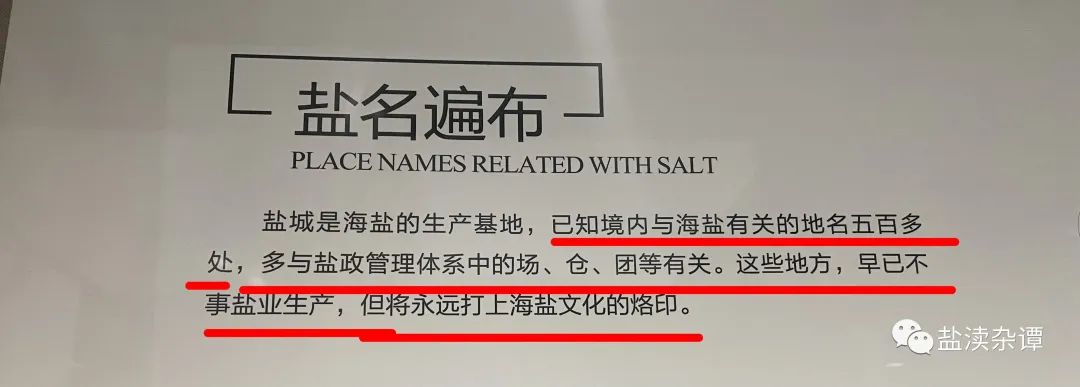 盐名遍布
PLACE NAMES RELATED WITH SALT
盐城是海盐的生产基地，已知境内与海盐有关的地名五百多
处，多与盐政管理体系中的场、仓、团等有关。这些地方，早已不
事盐业生产，但将永远打上海盐文化的烙印。
盐渎杂谭